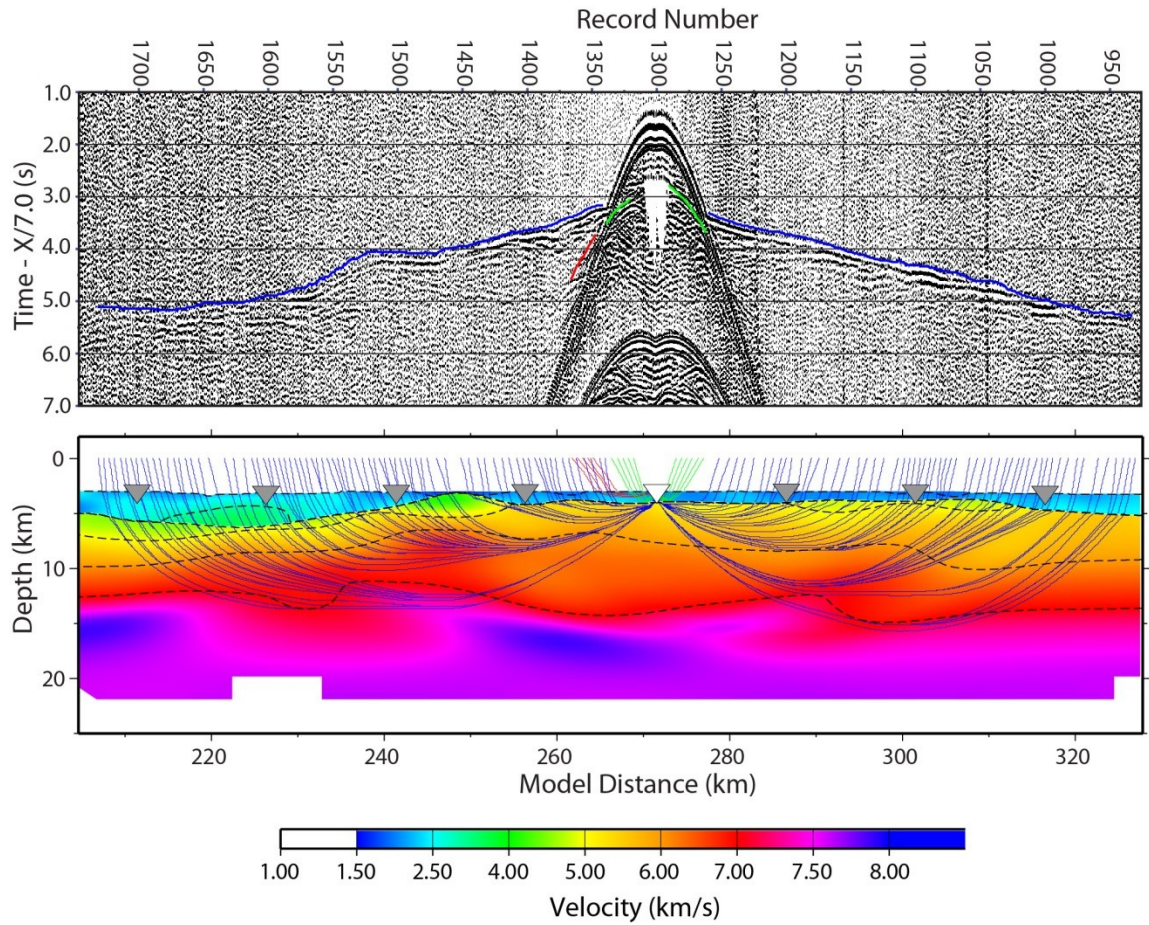 Record Number
1700 1650 1600 1550 1500 1450 1400 1350 1300 1200 1150 1100 1050 1000 950
Time - X/7.0 (s)
1.0
2.0
3.0
4.0
5.0
6.0
7.0
Depth (km)
0
10
20
220 240 260 280 300 320
Model Distance (km)
1.00 1.50 2.50 4.00 5.00 6.00 7.00 7.50 8.00
Velocity (km/s)